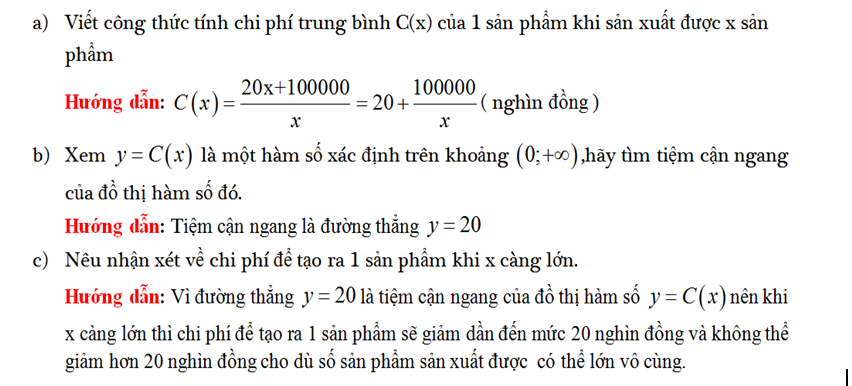 a) Viết công thức tính chi phí trung bình C(x) của 1 sản phẩm khi sản xuất được x sản
phẩm
Hướng dẫn: C(x) = (20x+100000)/x = 20 + 100000/x ( nghìn đồng )
b) Xem y = C(x) là một hàm số xác định trên khoảng (0;+∞),hãy tìm tiệm cận ngang
của đồ thị hàm số đó.
Hướng dẫn: Tiệm cận ngang là đường thẳng y = 20
c) Nêu nhận xét về chi phí để tạo ra 1 sản phẩm khi x càng lớn.
Hướng dẫn: Vì đường thẳng y = 20 là tiệm cận ngang của đồ thị hàm số y = C(x) nên khi
x càng lớn thì chi phí để tạo ra 1 sản phẩm sẽ giảm dần đến mức 20 nghìn đồng và không thể
giảm hơn 20 nghìn đồng cho dù số sản phẩm sản xuất được có thể lớn vô cùng.